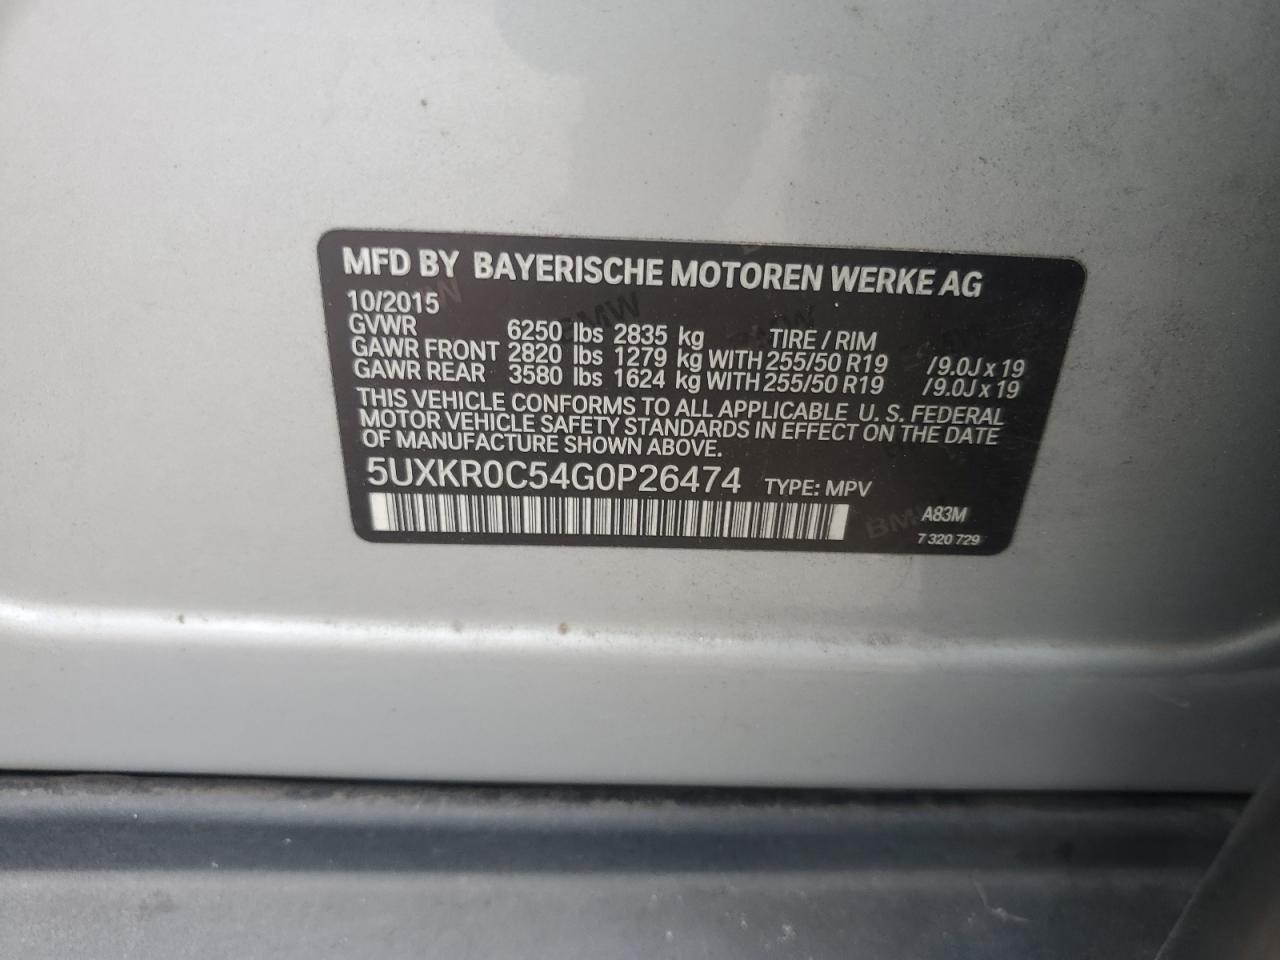 MFD BY BAYERISCHE MOTOREN WERKE AG
10/2015
GVWR 6250 lbs 2835 kg TIRE / RIM
GAWR FRONT 2820 lbs 1279 kg WITH 255/50 R19 /9.0J x 19
GAWR REAR 3580 lbs 1624 kg WITH 255/50 R19 /9.0J x 19
THIS VEHICLE CONFORMS TO ALL APPLICABLE U. S. FEDERAL
MOTOR VEHICLE SAFETY STANDARDS IN EFFECT ON THE DATE
OF MANUFACTURE SHOWN ABOVE.
5UXKR0C54G0P26474 TYPE: MPV
A83M
7 320 729